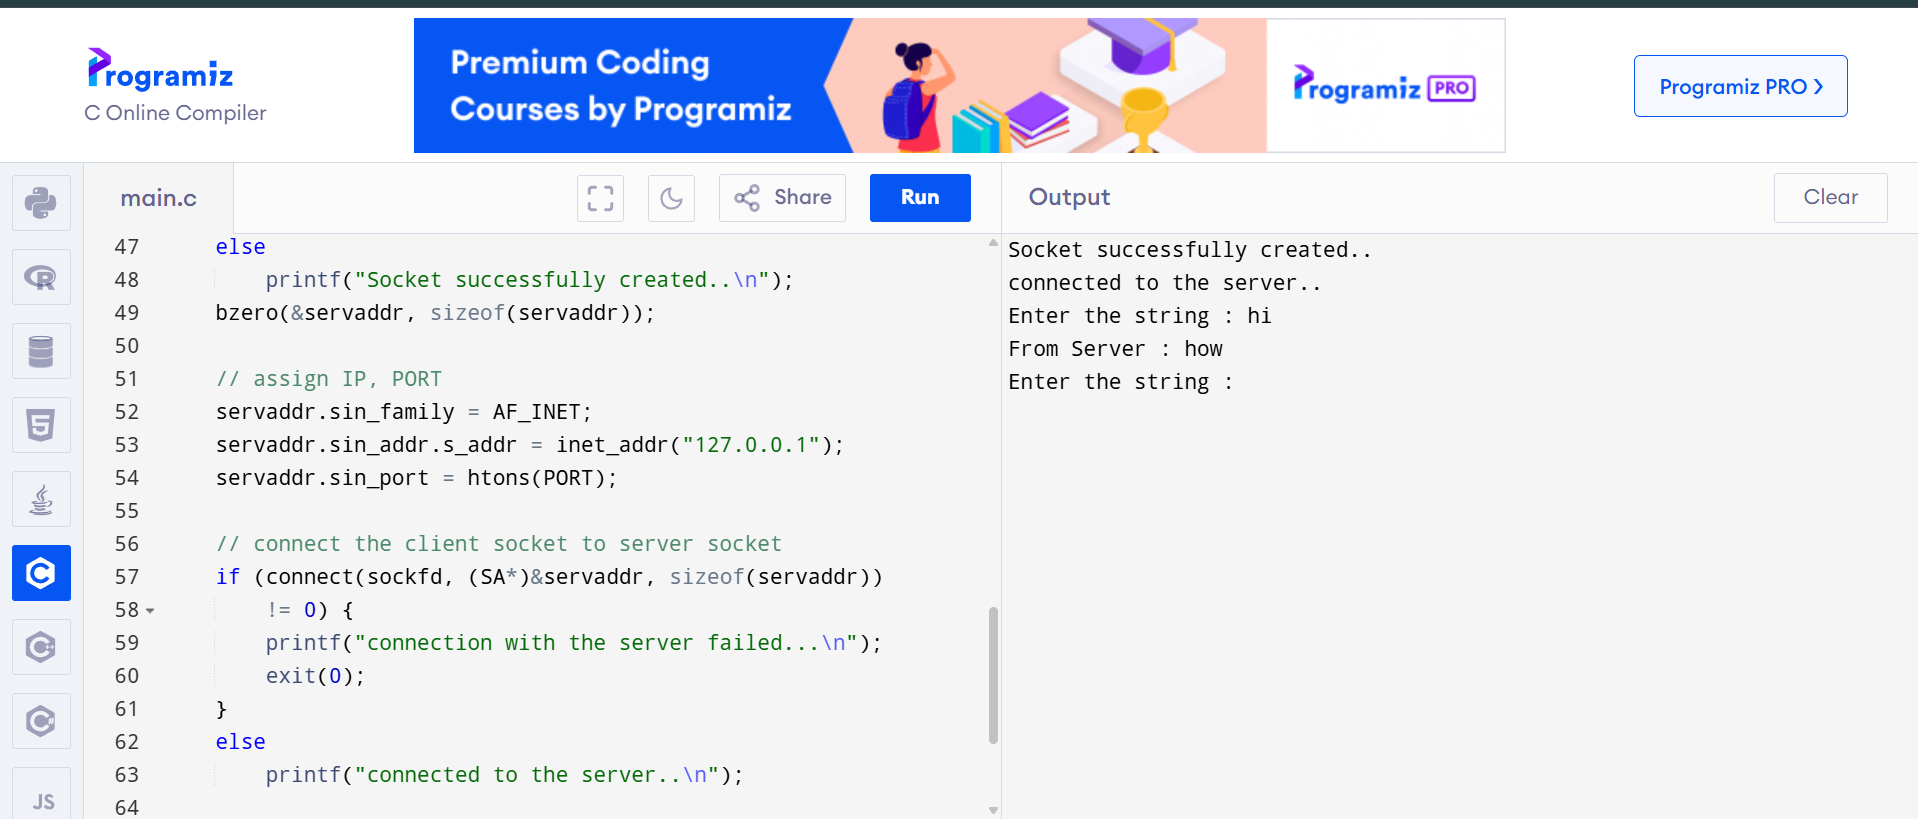 Programiz
C Online Compiler
Premium Coding
Courses by Programiz
Programiz PRO
Programiz PRO ❯
main.c
Share
Run
Output
Clear
47 else
48 printf("Socket successfully created..\n");
49 bzero(&servaddr, sizeof(servaddr));
50
51 // assign IP, PORT
52 servaddr.sin_family = AF_INET;
53 servaddr.sin_addr.s_addr = inet_addr("127.0.0.1");
54 servaddr.sin_port = htons(PORT);
55
56 // connect the client socket to server socket
57 if (connect(sockfd, (SA*)&servaddr, sizeof(servaddr))
58 != 0) {
59 printf("connection with the server failed...\n");
60 exit(0);
61 }
62 else
63 printf("connected to the server..\n");
64
Socket successfully created..
connected to the server..
Enter the string : hi
From Server : how
Enter the string :
R
5
C
C++
C#
JS